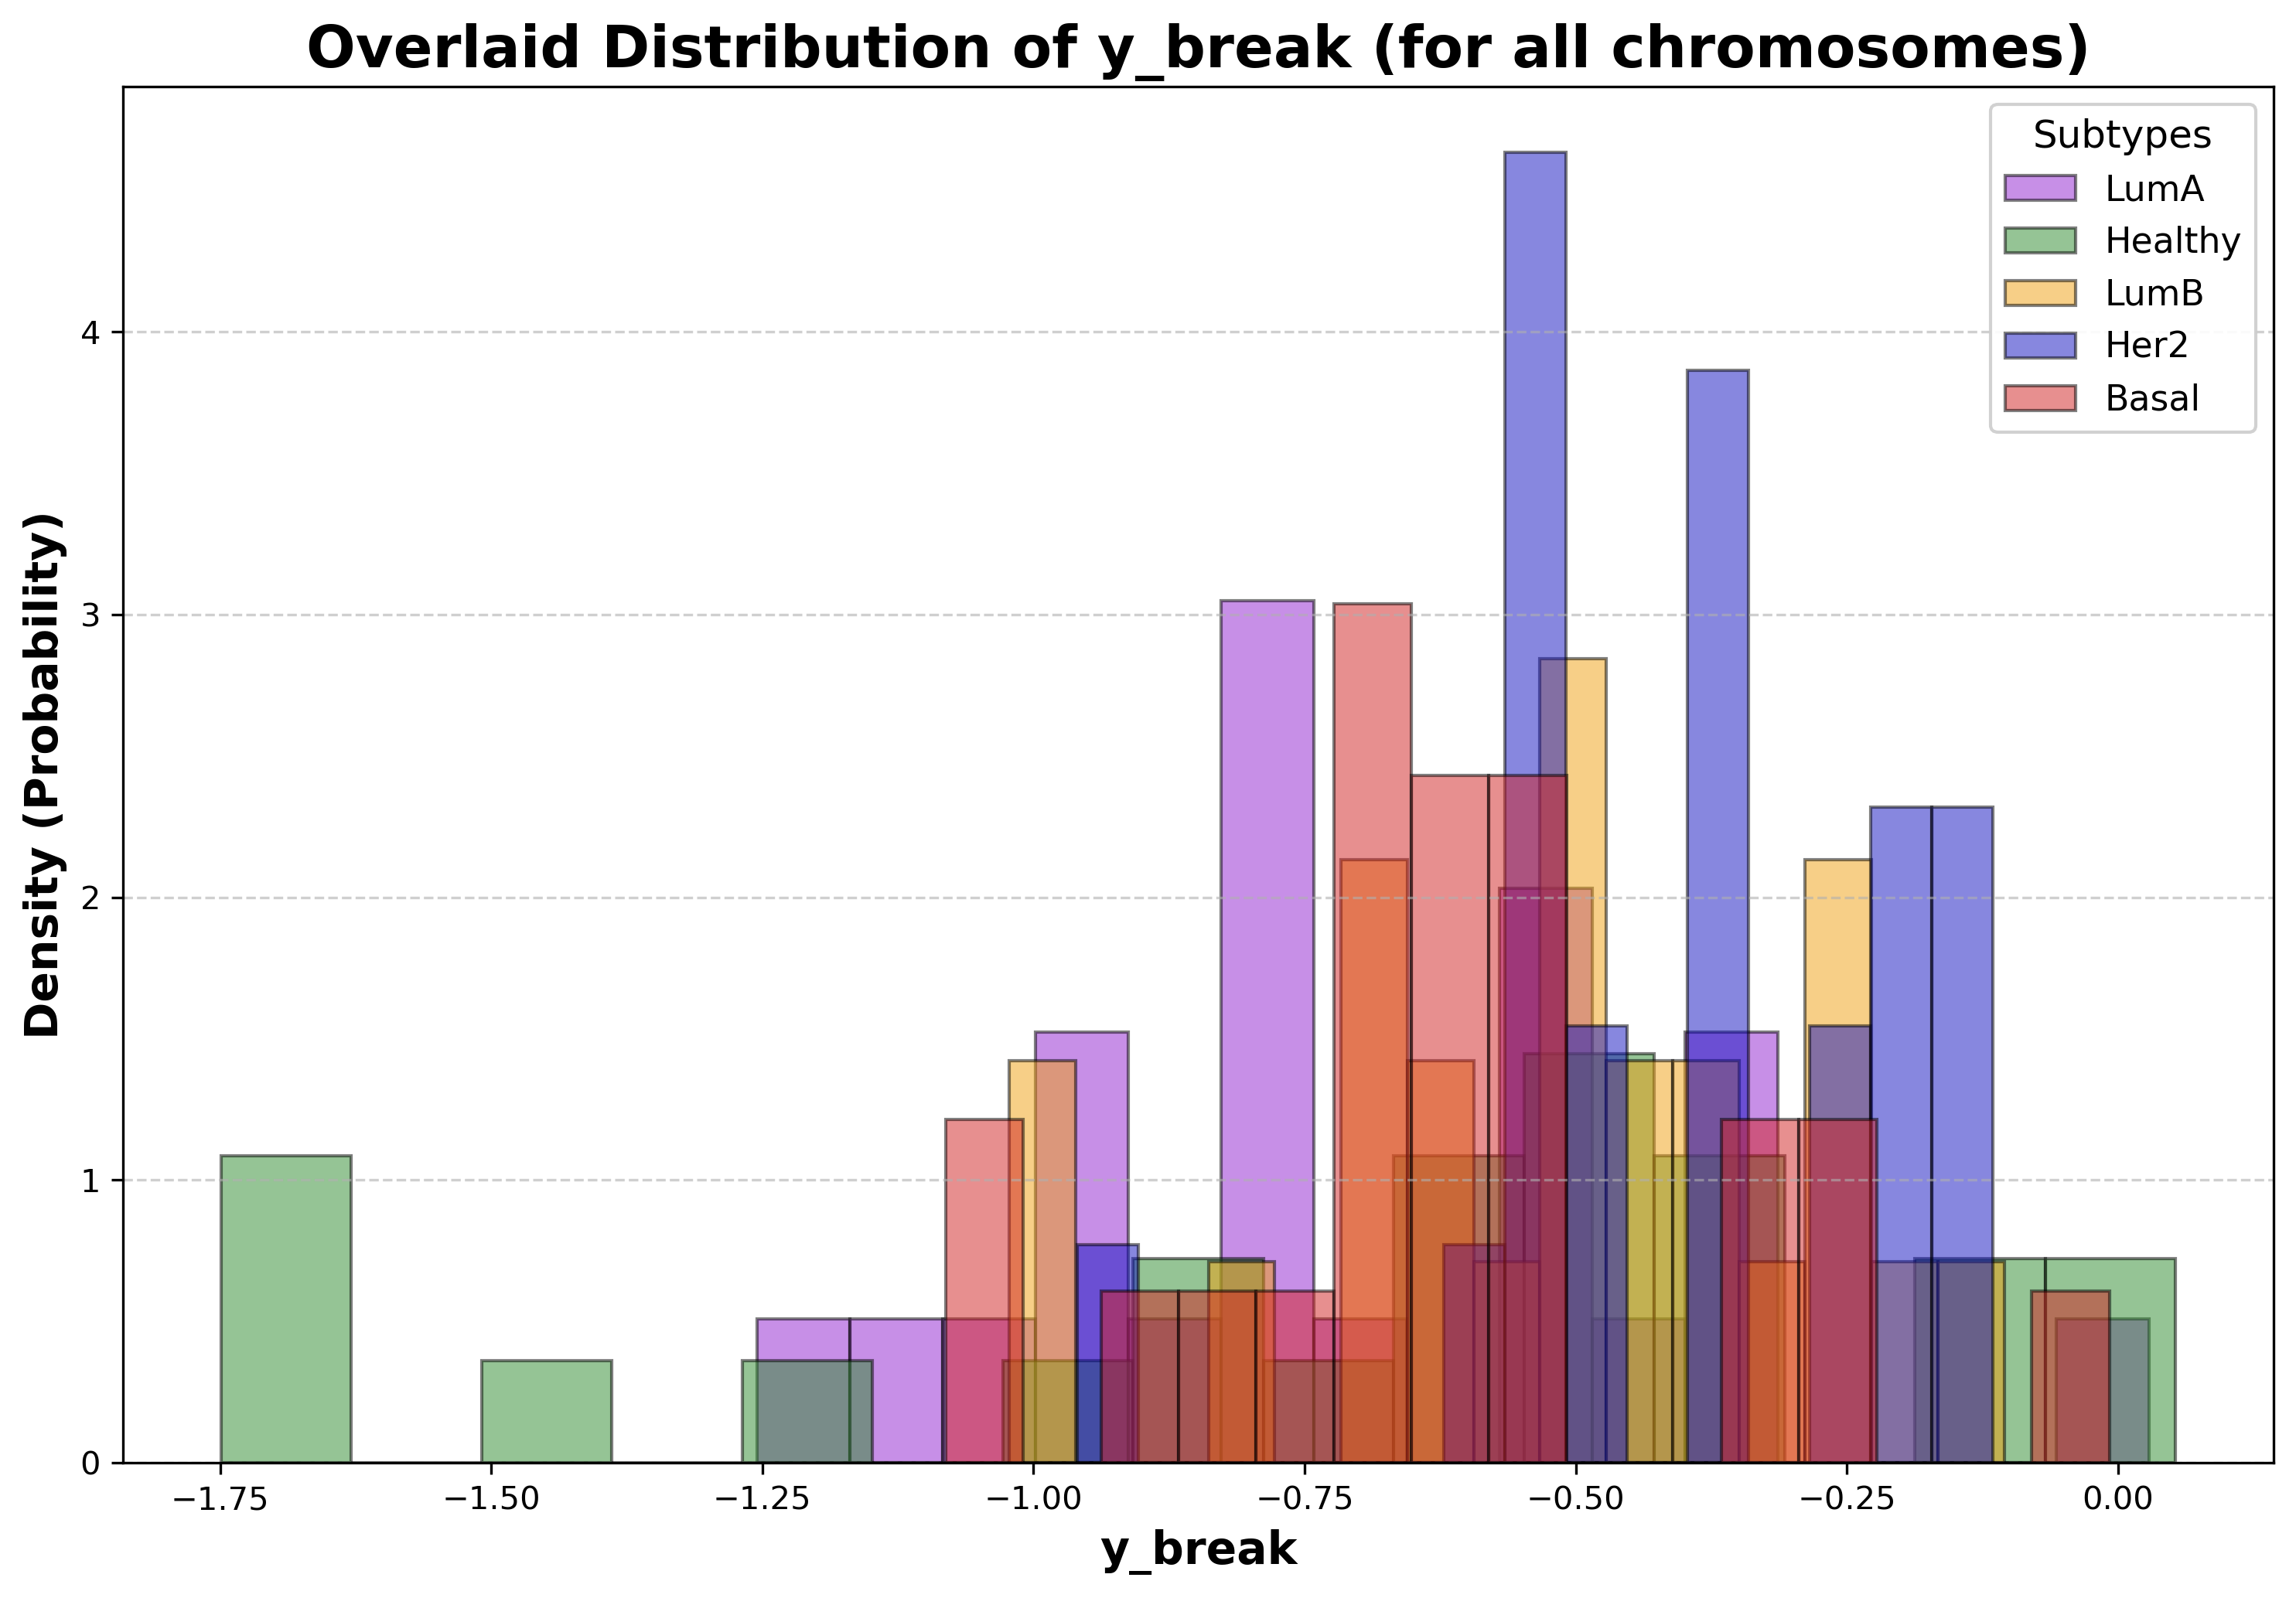 Overlaid Distribution of y_break (for all chromosomes)
Subtypes
LumA
Healthy
LumB
Her2
Basal
Density (Probability)
4
3
2
1
0
−1.75 −1.50 −1.25 −1.00 −0.75 −0.50 −0.25 0.00
y_break